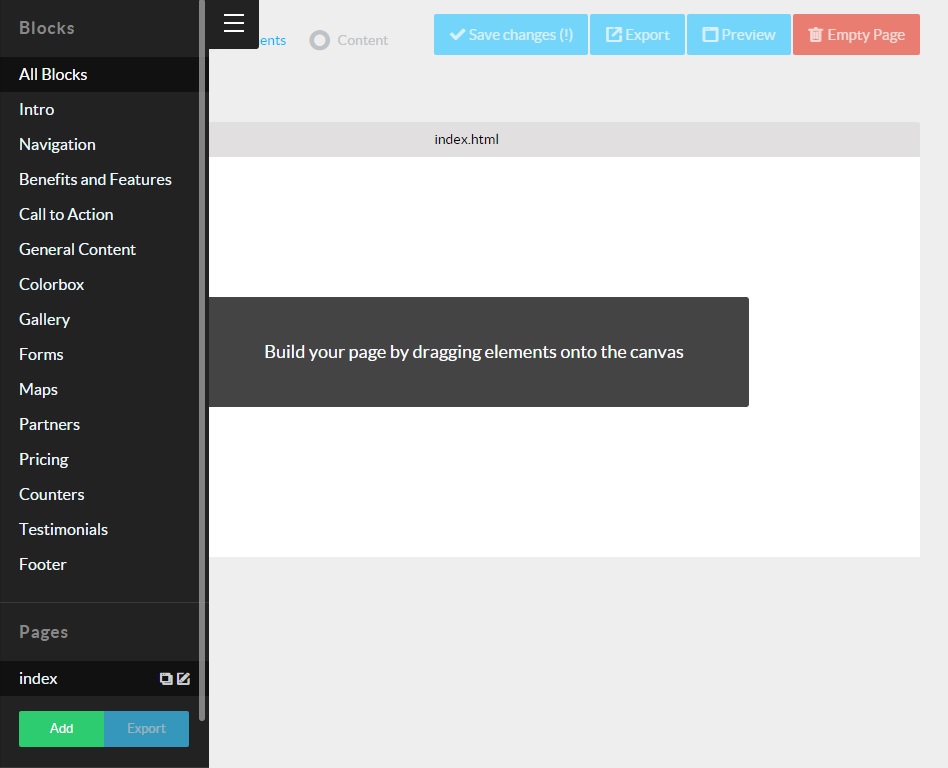 Blocks
All Blocks
Intro
Navigation
Benefits and Features
Call to Action
General Content
Colorbox
Gallery
Forms
Maps
Partners
Pricing
Counters
Testimonials
Footer
Pages
index
Add Export
ents Content Save changes (!) Export Preview Empty Page
index.html
Build your page by dragging elements onto the canvas